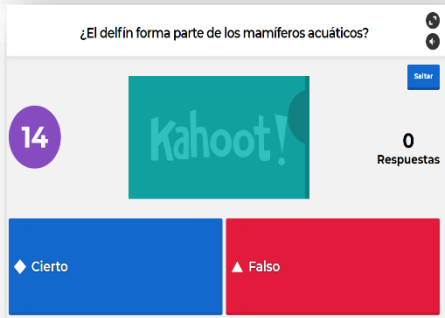 ¿El delfín forma parte de los mamíferos acuáticos?
Saltar
14
Kahoot!
0
Respuestas
Cierto
Falso